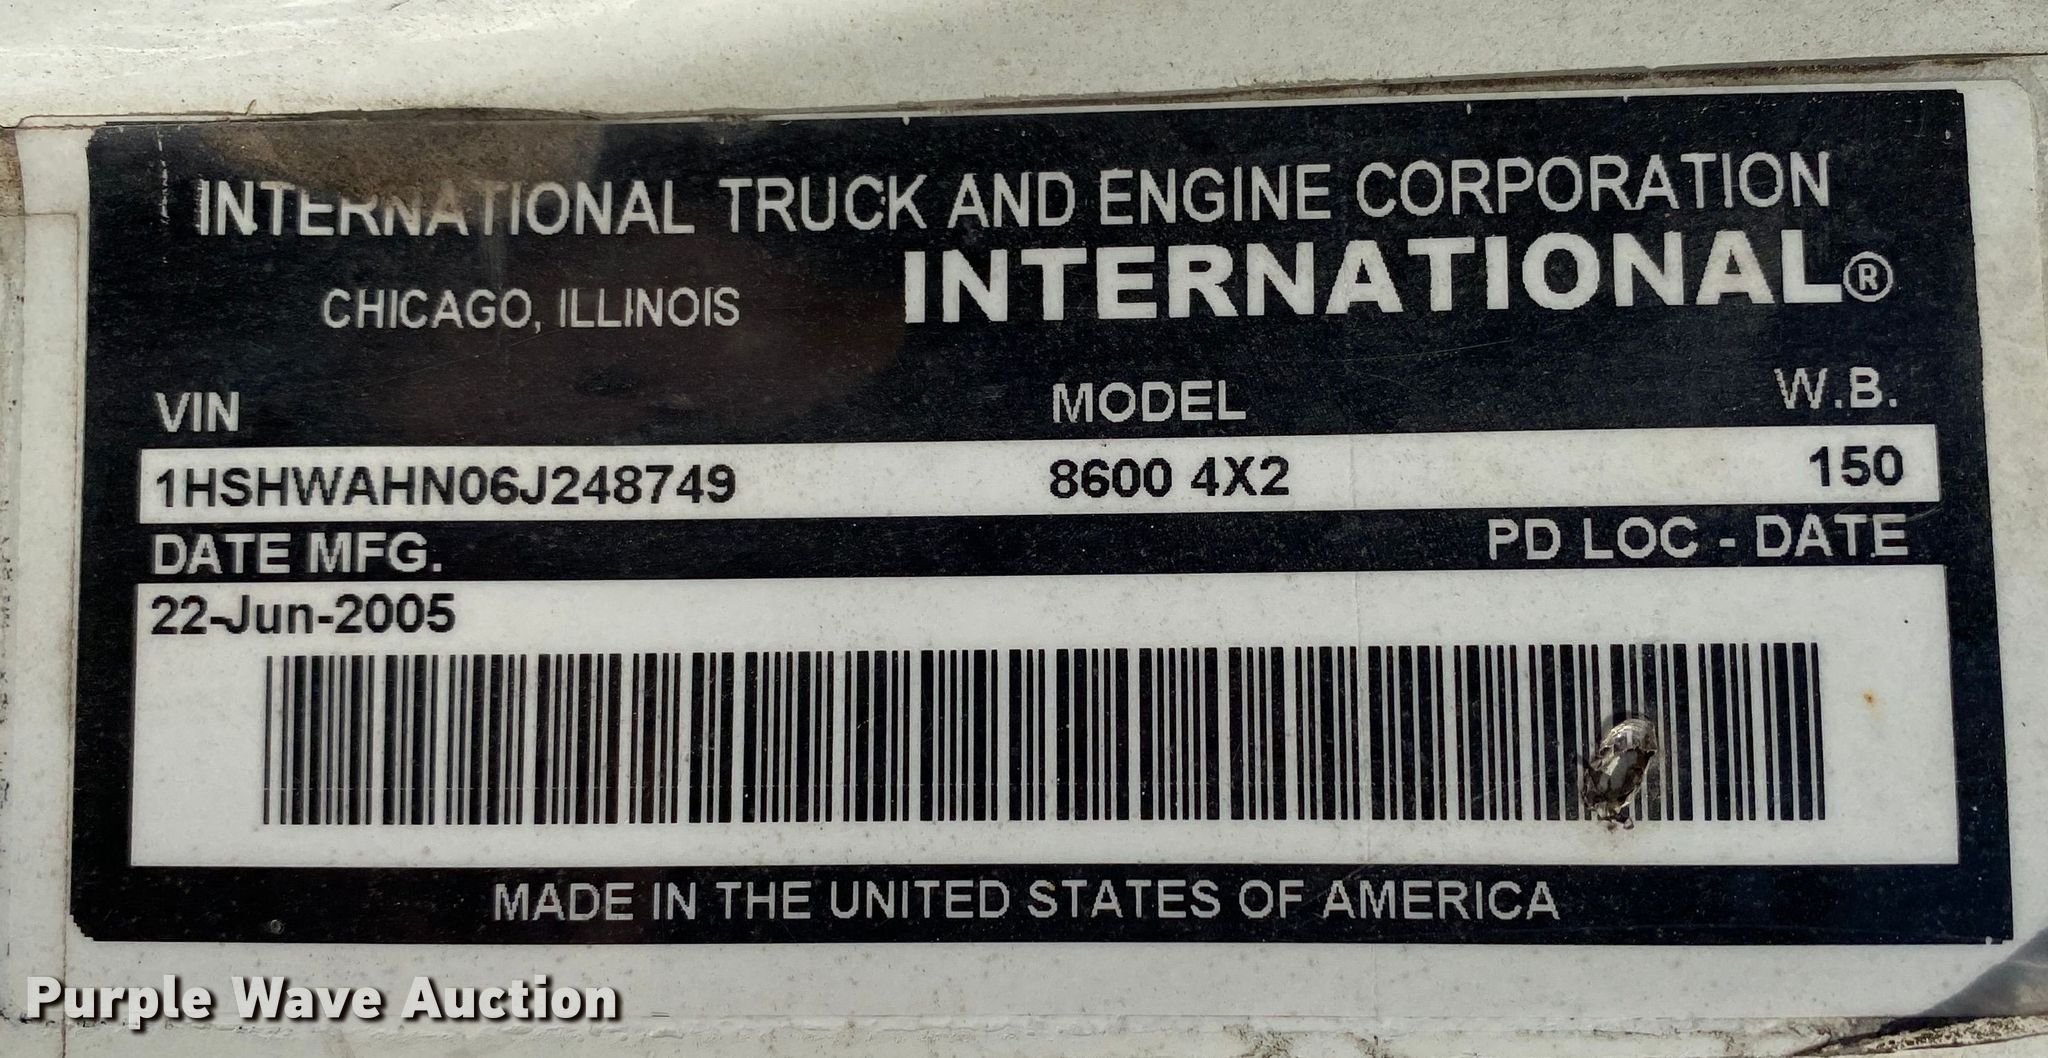 INTERNATIONAL TRUCK AND ENGINE CORPORATION
CHICAGO, ILLINOIS INTERNATIONAL®
VIN MODEL W.B.
1HSHWAHN06J248749 8600 4X2 150
DATE MFG. PD LOC - DATE
22-Jun-2005
MADE IN THE UNITED STATES OF AMERICA
Purple Wave Auction